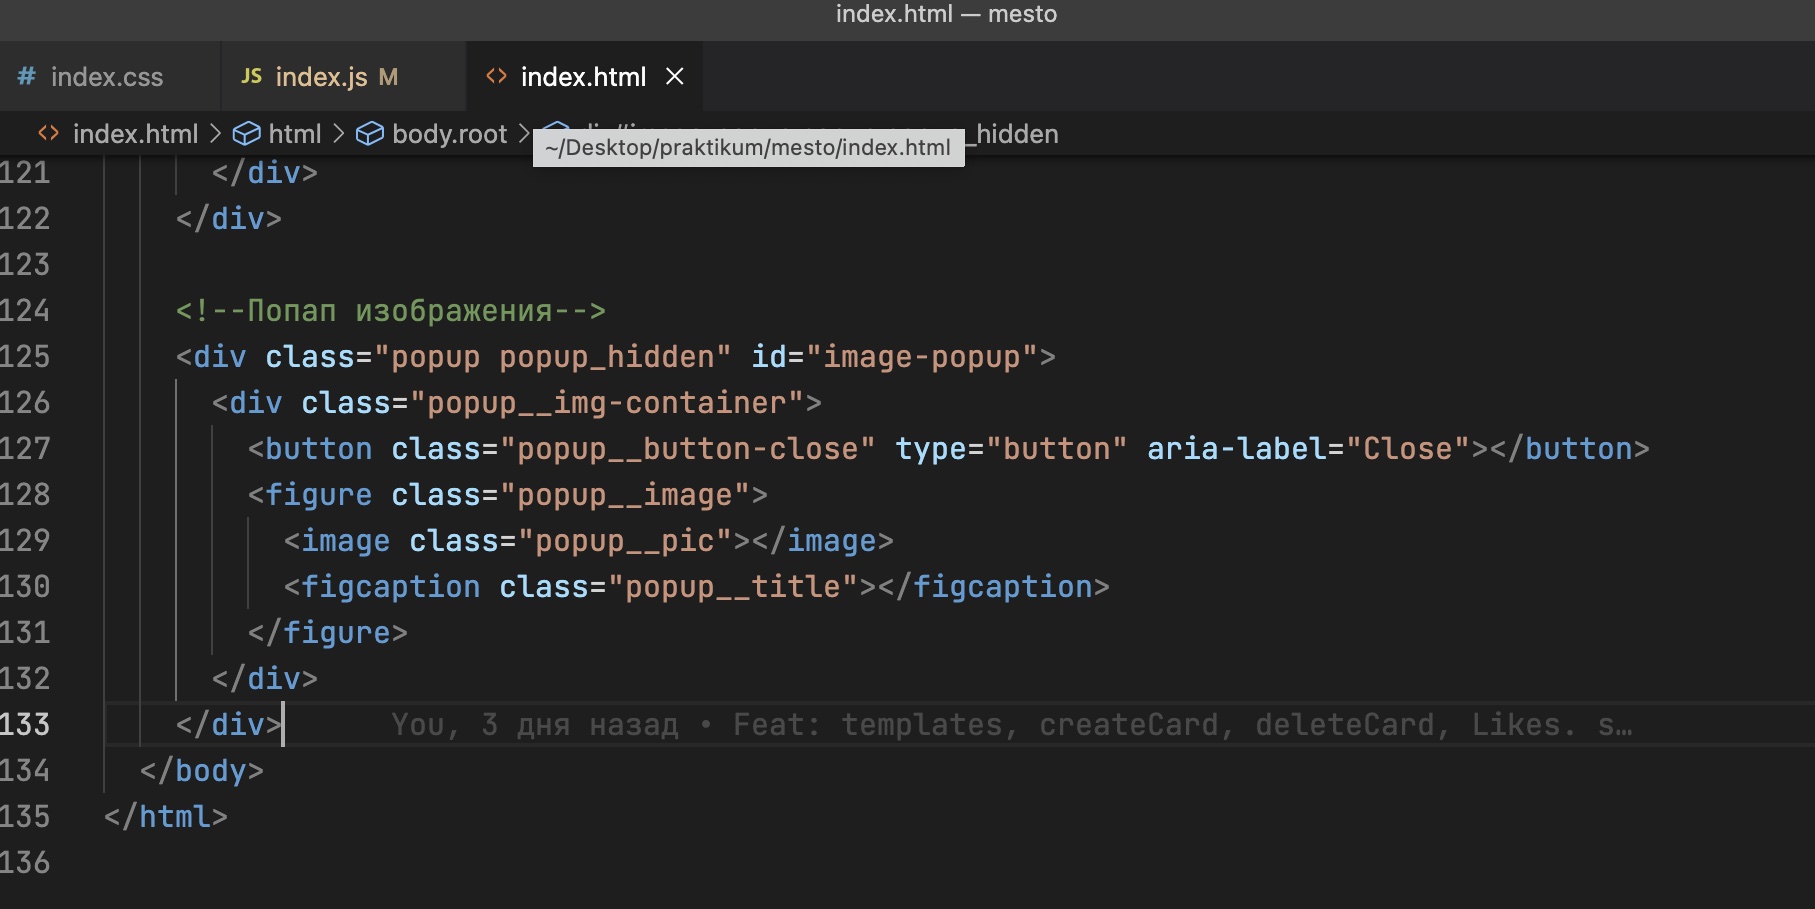 index.html — mesto
# index.css JS index.js M <> index.html ×
<> index.html > html > body.root > _hidden
~/Desktop/praktikum/mesto/index.html
121 </div>
122 </div>
123
124 <!--Попап изображения-->
125 <div class="popup popup_hidden" id="image-popup">
126 <div class="popup__img-container">
127 <button class="popup__button-close" type="button" aria-label="Close"></button>
128 <figure class="popup__image">
129 <image class="popup__pic"></image>
130 <figcaption class="popup__title"></figcaption>
131 </figure>
132 </div>
133 </div> You, 3 дня назад • Feat: templates, createCard, deleteCard, Likes. s…
134 </body>
135 </html>
136